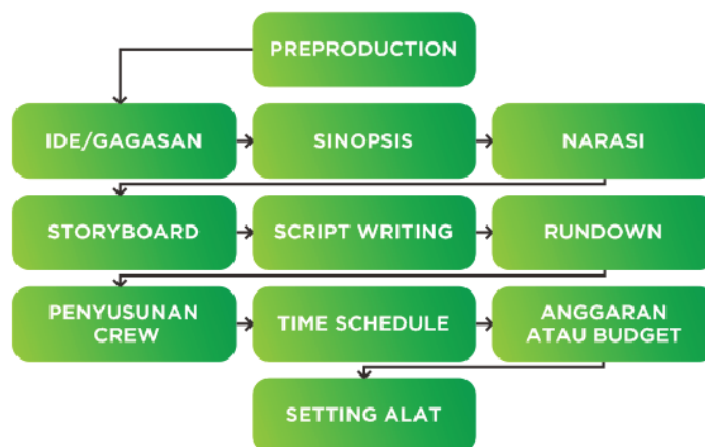 PREPRODUCTION
IDE/GAGASAN
SINOPSIS
NARASI
STORYBOARD
SCRIPT WRITING
RUNDOWN
PENYUSUNAN
CREW
TIME SCHEDULE
ANGGARAN
ATAU BUDGET
SETTING ALAT